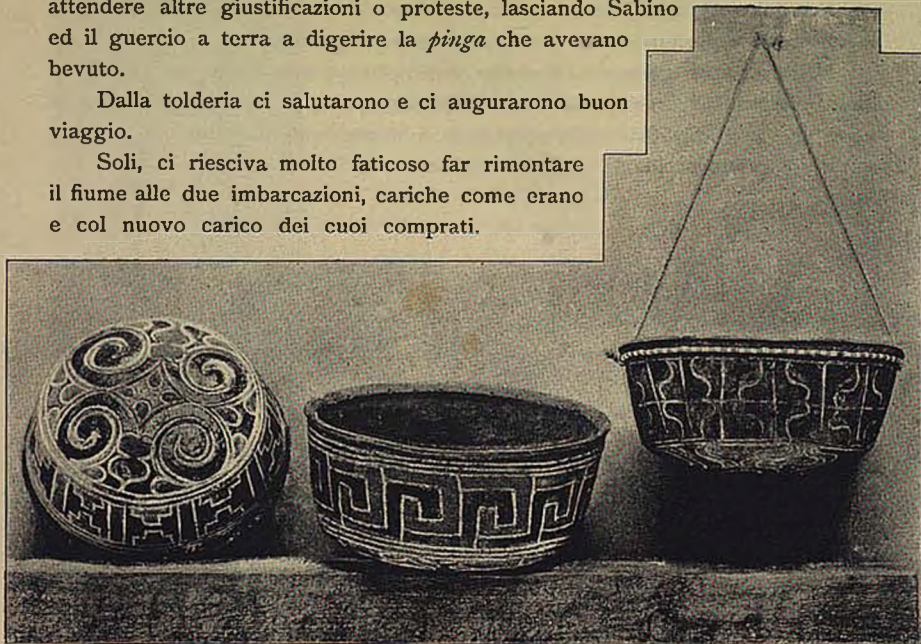 attendere altre giustificazioni o proteste, lasciando Sabino
ed il guercio a terra a digerire la pinga che avevano
bevuto.
Dalla tolderia ci salutarono e ci augurarono buon
viaggio.
Soli, ci riesciva molto faticoso far rimontare
il fiume alle due imbarcazioni, cariche come erano
e col nuovo carico dei cuoi comprati.